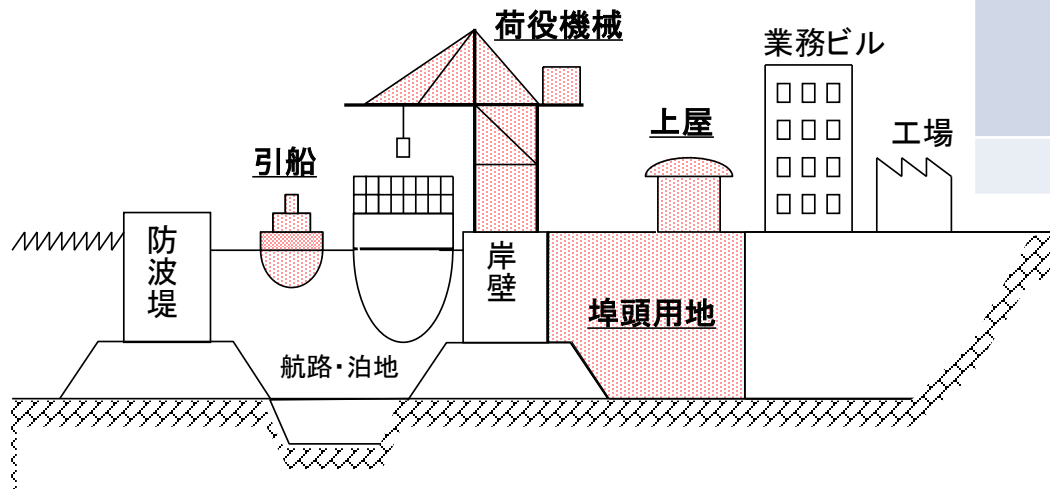 荷役機械
業務ビル
上屋
工場
引船
防波堤
岸壁
埠頭用地
航路・泊地